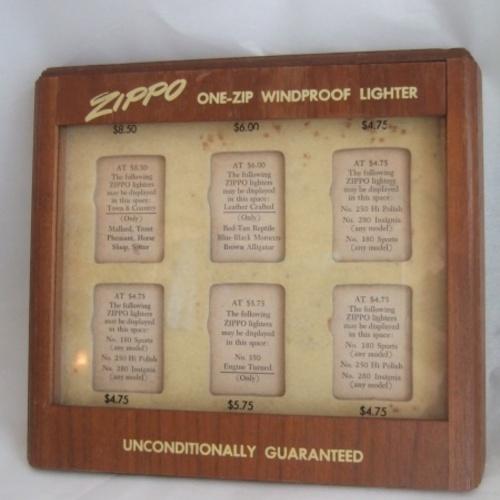 ZIPPO ONE-ZIP WINDPROOF LIGHTER
$8.50 $6.00 $4.75
AT $8.50
The following
ZIPPO lighters
may be displayed
in this space:
Town & Country
(Only)
Mallard, Trout
Pheasant, Horse
Sloop, Setter
AT $6.00
The following
ZIPPO lighters
may be displayed
in this space:
Leather Crafted
(Only)
Red-Tan Reptile
Blue-Black Morocco
Brown Alligator
AT $4.75
The following
ZIPPO lighters
may be displayed
in this space:
No. 250 Hi Polish
No. 280 Insignia
(any model)
No. 180 Sports
(any model)
AT $4.75
The following
ZIPPO lighters
may be displayed
in this space:
No. 180 Sports
(any model)
No. 250 Hi Polish
No. 280 Insignia
(any model)
AT $5.75
The following
ZIPPO lighters
may be displayed
in this space:
No. 350
Engine Turned
(Only)
AT $4.75
The following
ZIPPO lighters
may be displayed
in this space:
No. 180 Sports
(any model)
No. 250 Hi Polish
No. 280 Insignia
(any model)
$4.75 $5.75 $4.75
UNCONDITIONALLY GUARANTEED